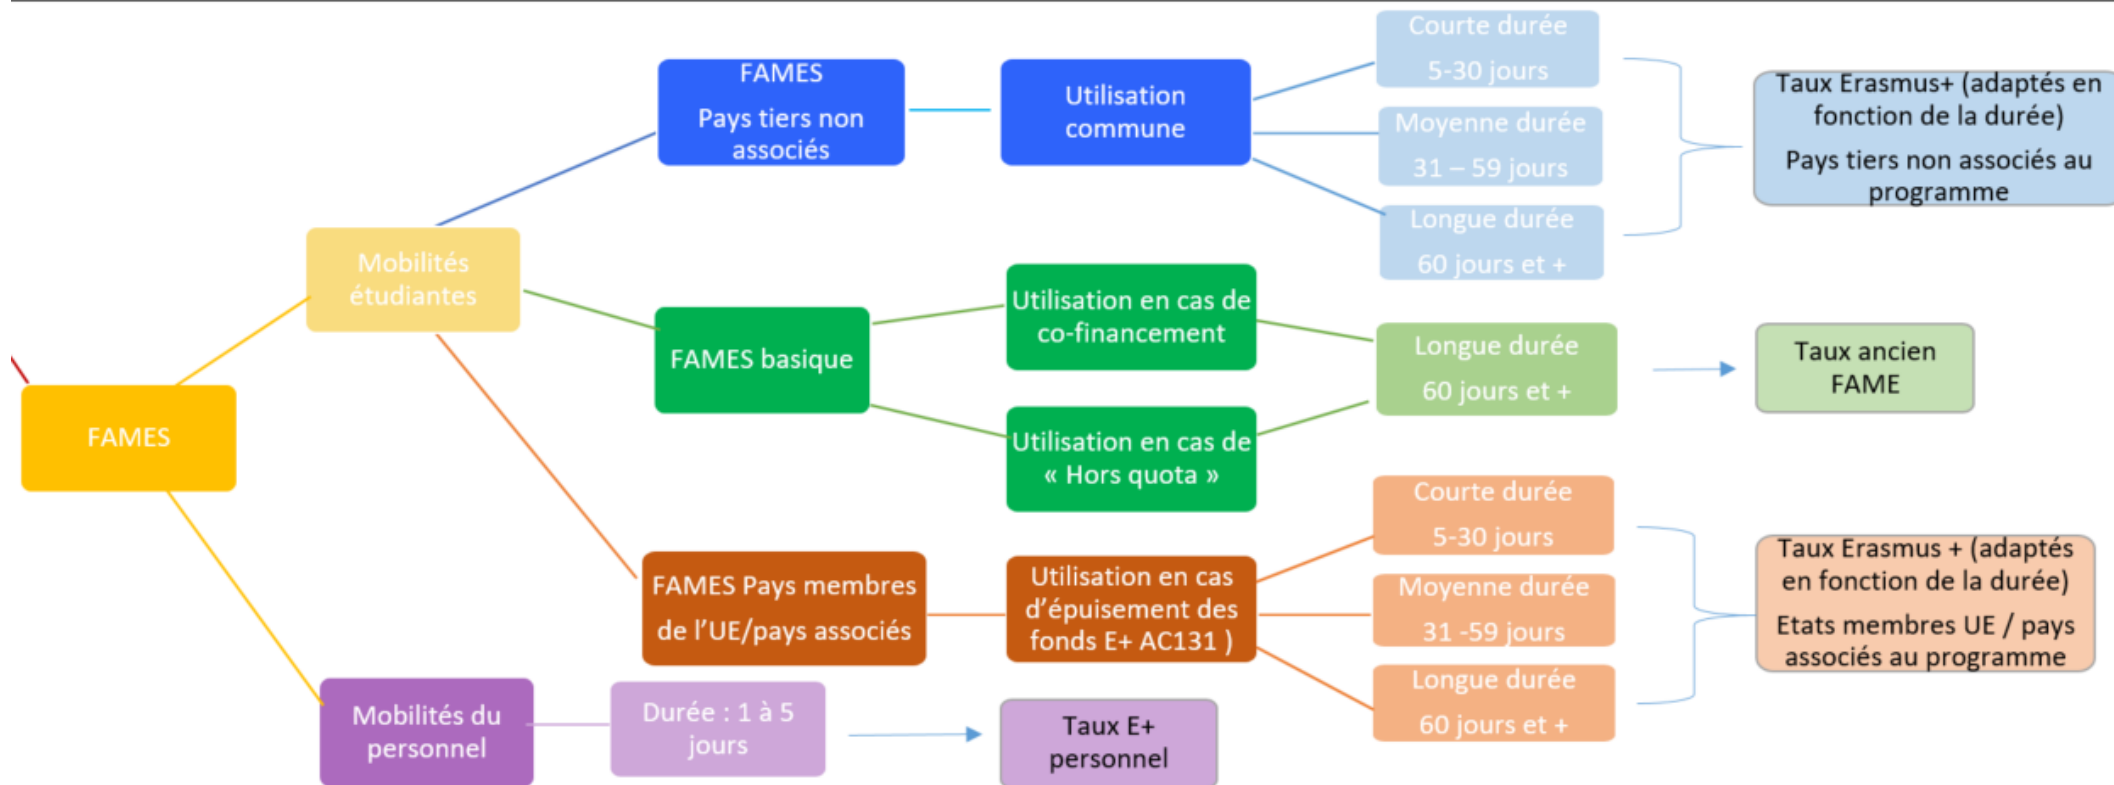 FAMES
Mobilités
étudiantes
FAMES
Pays tiers non
associés
Utilisation
commune
Courte durée
5-30 jours
Moyenne durée
31 – 59 jours
Longue durée
60 jours et +
Taux Erasmus+ (adaptés en
fonction de la durée)
Pays tiers non associés au
programme
FAMES basique
Utilisation en cas de
co-financement
Utilisation en cas de
« Hors quota »
Longue durée
60 jours et +
Taux ancien
FAME
FAMES Pays membres
de l’UE/pays associés
Utilisation en cas
d’épuisement des
fonds E+ AC131 )
Courte durée
5-30 jours
Moyenne durée
31 -59 jours
Longue durée
60 jours et +
Taux Erasmus + (adaptés
en fonction de la durée)
Etats membres UE / pays
associés au programme
Mobilités du
personnel
Durée : 1 à 5
jours
Taux E+
personnel